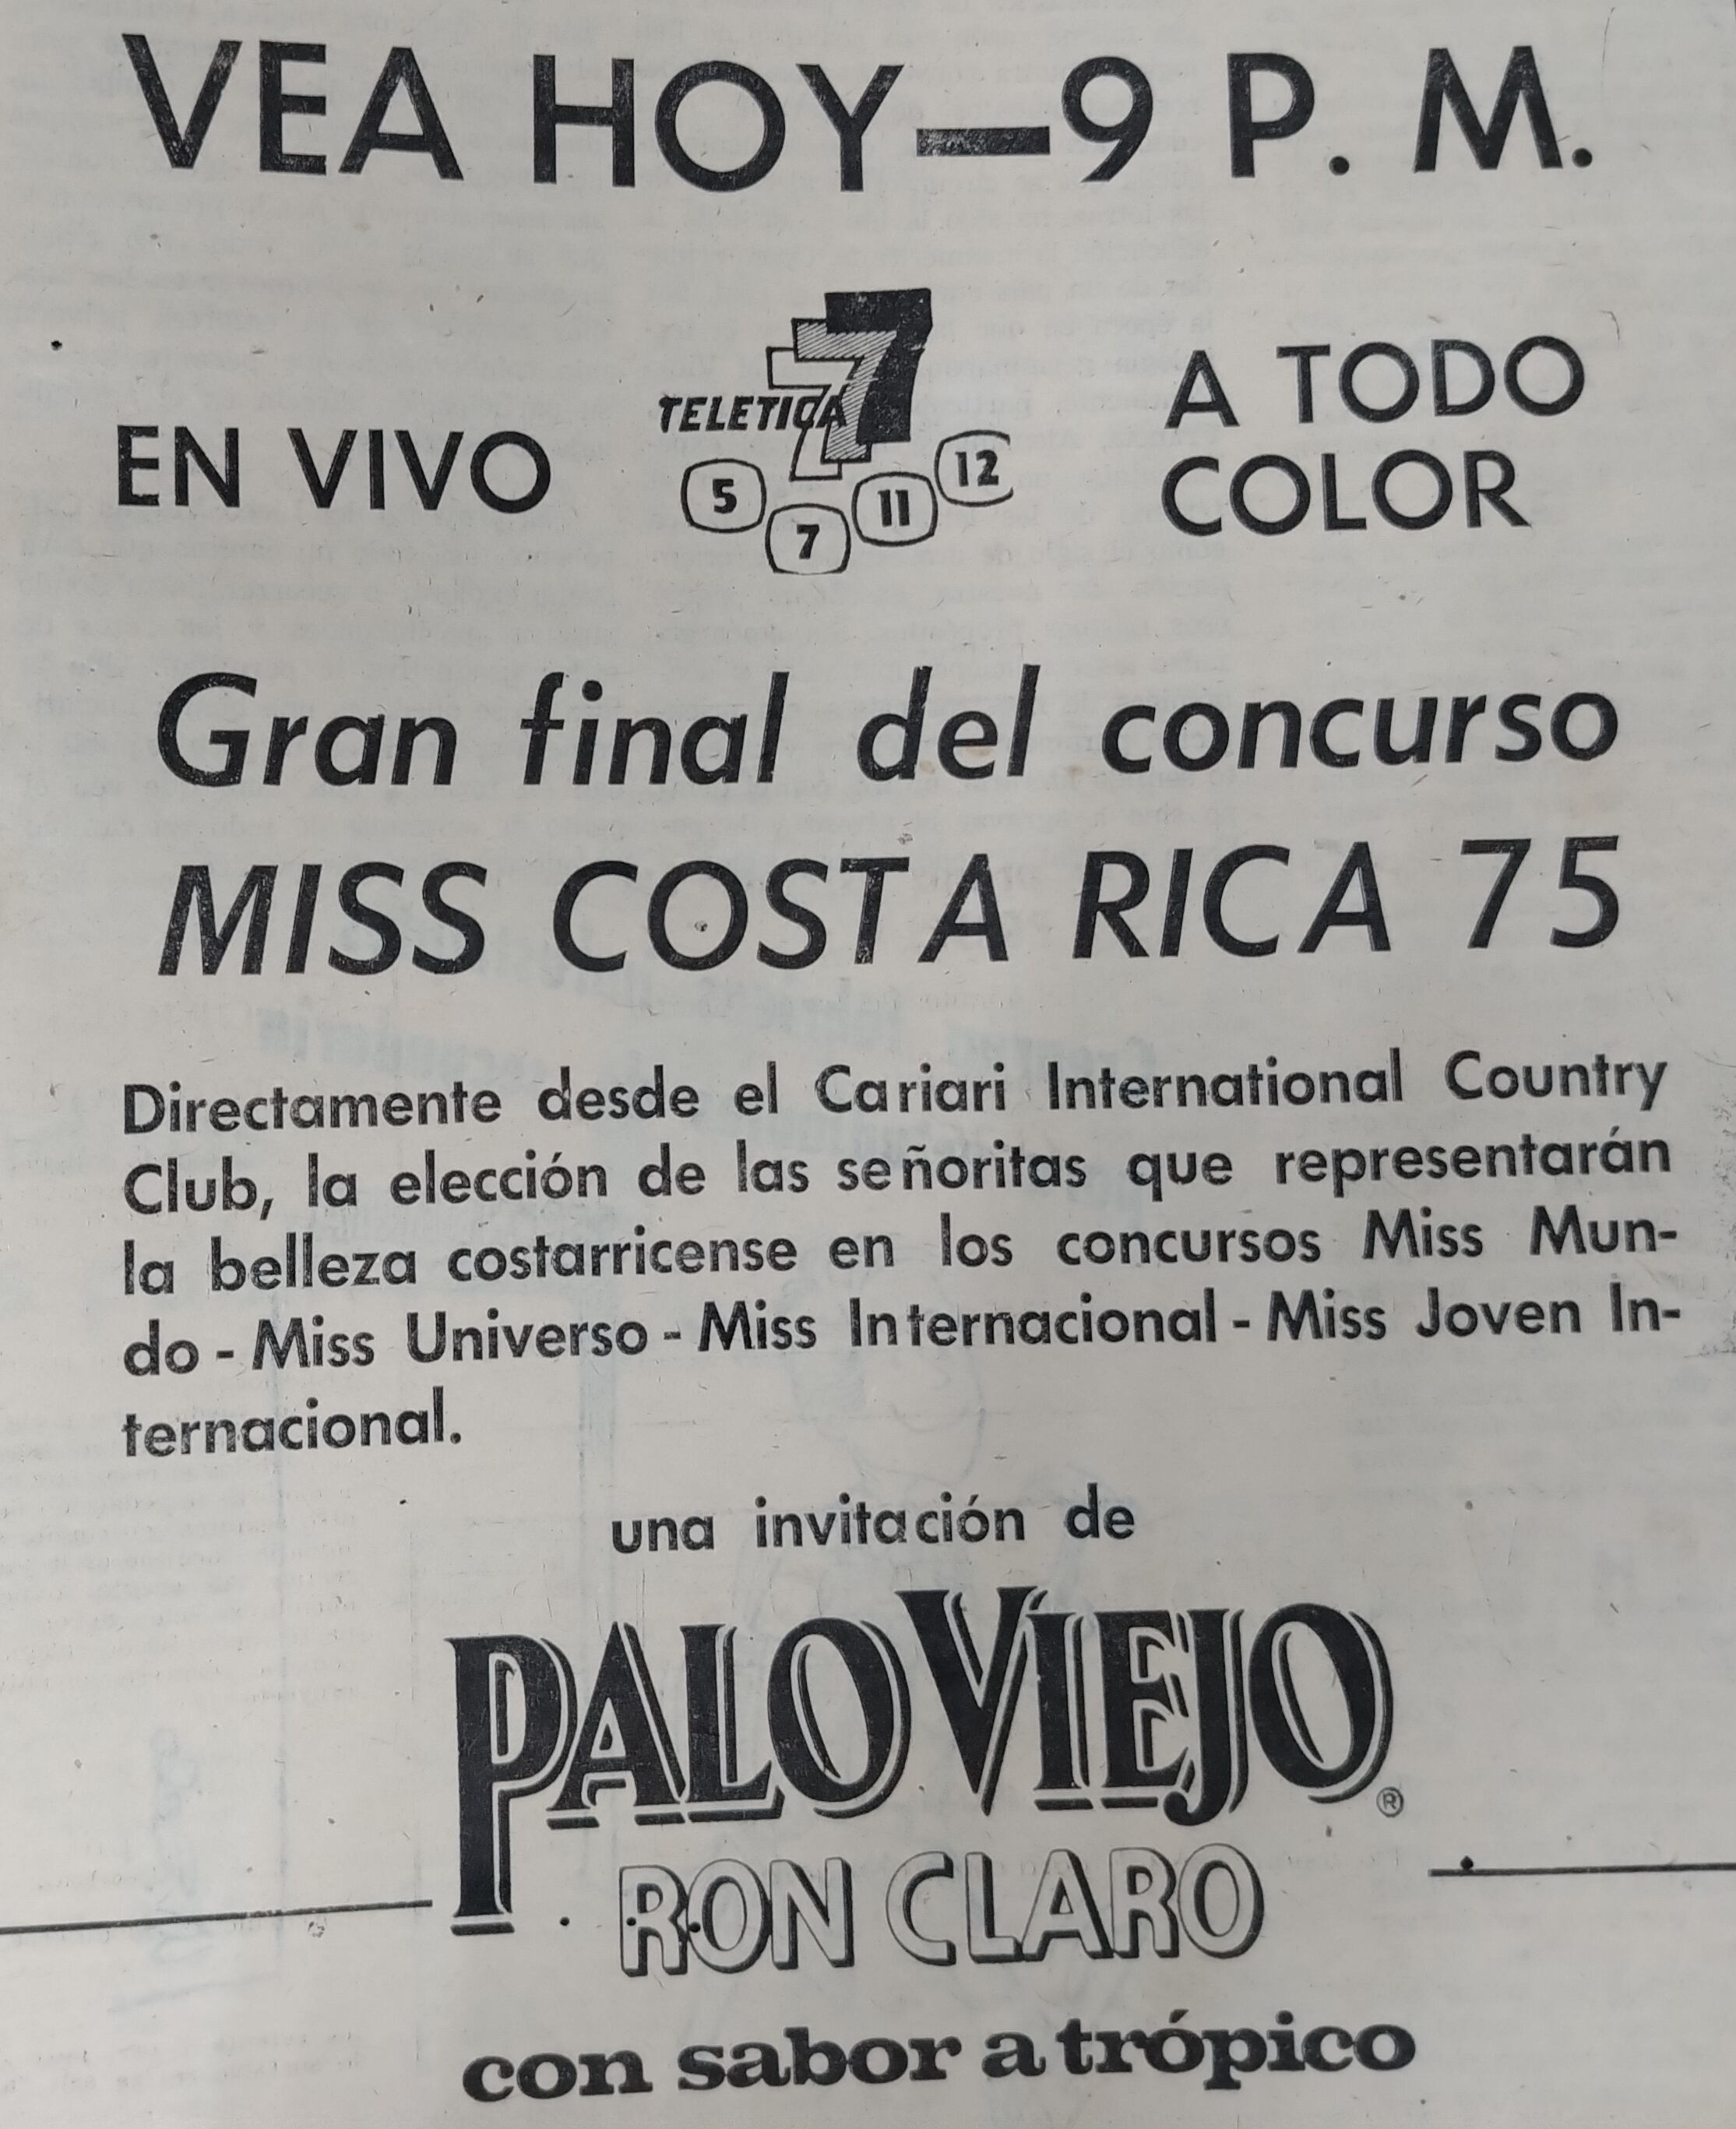 VEA HOY—9 P. M.
EN VIVO
TELETICA 7
5
7
11
12
A TODO
COLOR
Gran final del concurso
MISS COSTA RICA 75
Directamente desde el Cariari International Country
Club, la elección de las señoritas que representarán
la belleza costarricense en los concursos Miss Mun-
do - Miss Universo - Miss Internacional - Miss Joven In-
ternacional.
una invitación de
PALO VIEJO ®
RON CLARO
con sabor a trópico